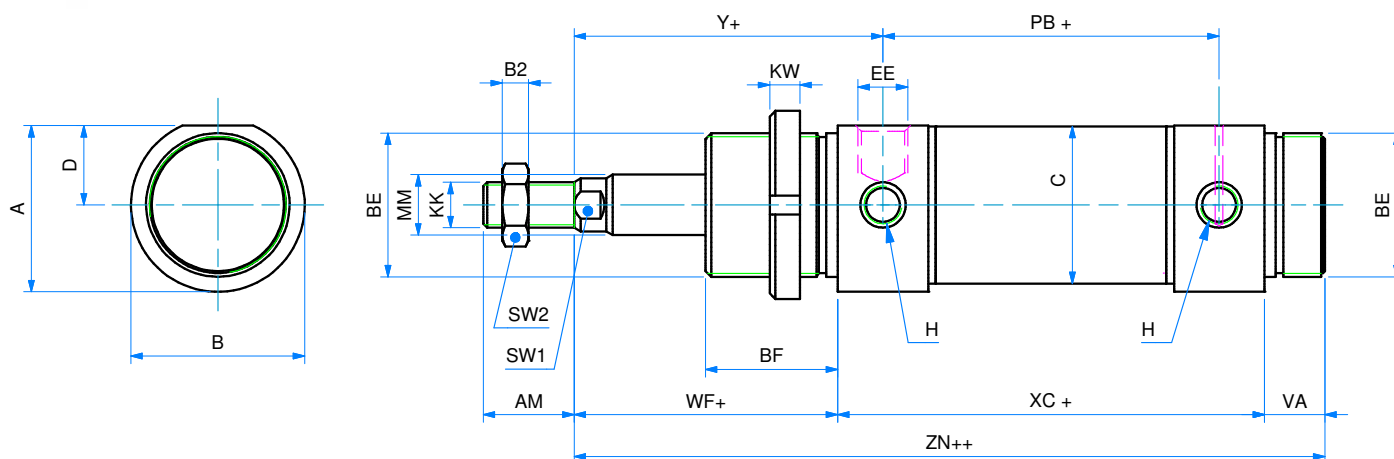 Y+
PB +
B2
KW
EE
D
A
BE
MM
KK
C
BE
SW2
SW1
H
H
B
BF
AM
WF+
XC +
VA
ZN++